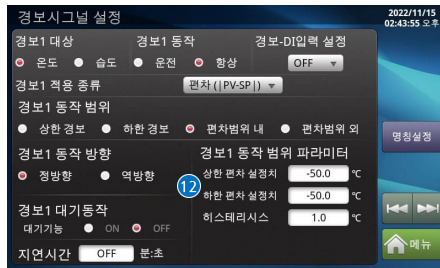 경보시그널 설정
2022/11/15
02:43:55 오후
경보1 대상 경보1 동작 경보-DI입력 설정
온도 습도 운전 항상 OFF
경보1 적용 종류 편차(|PV-SP|)
경보1 동작 범위
상한 경보 하한 경보 편차범위 내 편차범위 외
명칭설정
경보1 동작 방향 경보1 동작 범위 파라미터
정방향 역방향 12 상한 편차 설정치 -50.0 ℃
하한 편차 설정치 -50.0 ℃
경보1 대기동작 히스테리시스 1.0 ℃
대기기능 ON OFF
지연시간 OFF 분:초
메뉴